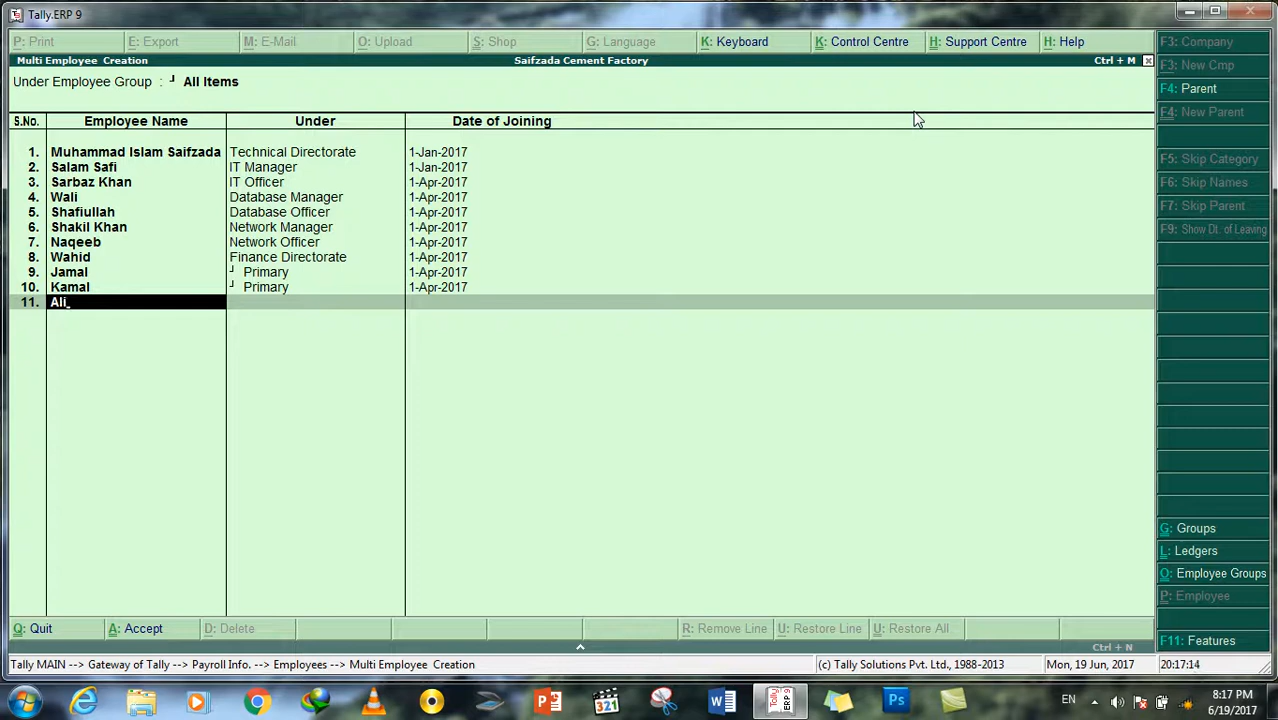 Tally.ERP 9
P: Print E: Export M: E-Mail O: Upload S: Shop G: Language K: Keyboard K: Control Centre H: Support Centre H: Help
Multi Employee Creation Saifzada Cement Factory Ctrl + M
Under Employee Group : ┘ All Items
S.No. Employee Name Under Date of Joining
1. Muhammad Islam Saifzada Technical Directorate 1-Jan-2017
2. Salam Safi IT Manager 1-Jan-2017
3. Sarbaz Khan IT Officer 1-Apr-2017
4. Wali Database Manager 1-Apr-2017
5. Shafiullah Database Officer 1-Apr-2017
6. Shakil Khan Network Manager 1-Apr-2017
7. Naqeeb Network Officer 1-Apr-2017
8. Wahid Finance Directorate 1-Apr-2017
9. Jamal ┘ Primary 1-Apr-2017
10. Kamal ┘ Primary 1-Apr-2017
11. Ali_
F3: Company
F3: New Cmp
F4: Parent
F4: New Parent
F5: Skip Category
F6: Skip Names
F7: Skip Parent
F9: Show Dt. of Leaving
G: Groups
L: Ledgers
O: Employee Groups
P: Employee
F11: Features
Q: Quit A: Accept D: Delete R: Remove Line U: Restore Line U: Restore All
Ctrl + N
Tally MAIN --> Gateway of Tally --> Payroll Info. --> Employees --> Multi Employee Creation (c) Tally Solutions Pvt. Ltd., 1988-2013 Mon, 19 Jun, 2017 20:17:14
321 Tally Ps EN 8:17 PM
6/19/2017